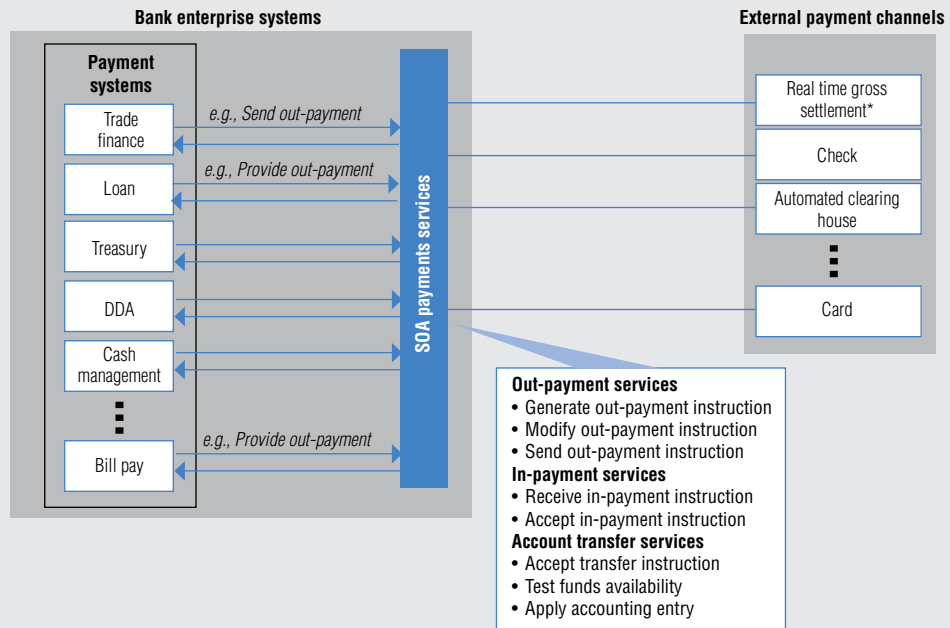 Bank enterprise systems
External payment channels
Payment
systems
Trade
finance
Loan
Treasury
DDA
Cash
management
Bill pay
e.g., Send out-payment
e.g., Provide out-payment
e.g., Provide out-payment
SOA payments services
Real time gross
settlement*
Check
Automated clearing
house
Card
Out-payment services
• Generate out-payment instruction
• Modify out-payment instruction
• Send out-payment instruction
In-payment services
• Receive in-payment instruction
• Accept in-payment instruction
Account transfer services
• Accept transfer instruction
• Test funds availability
• Apply accounting entry